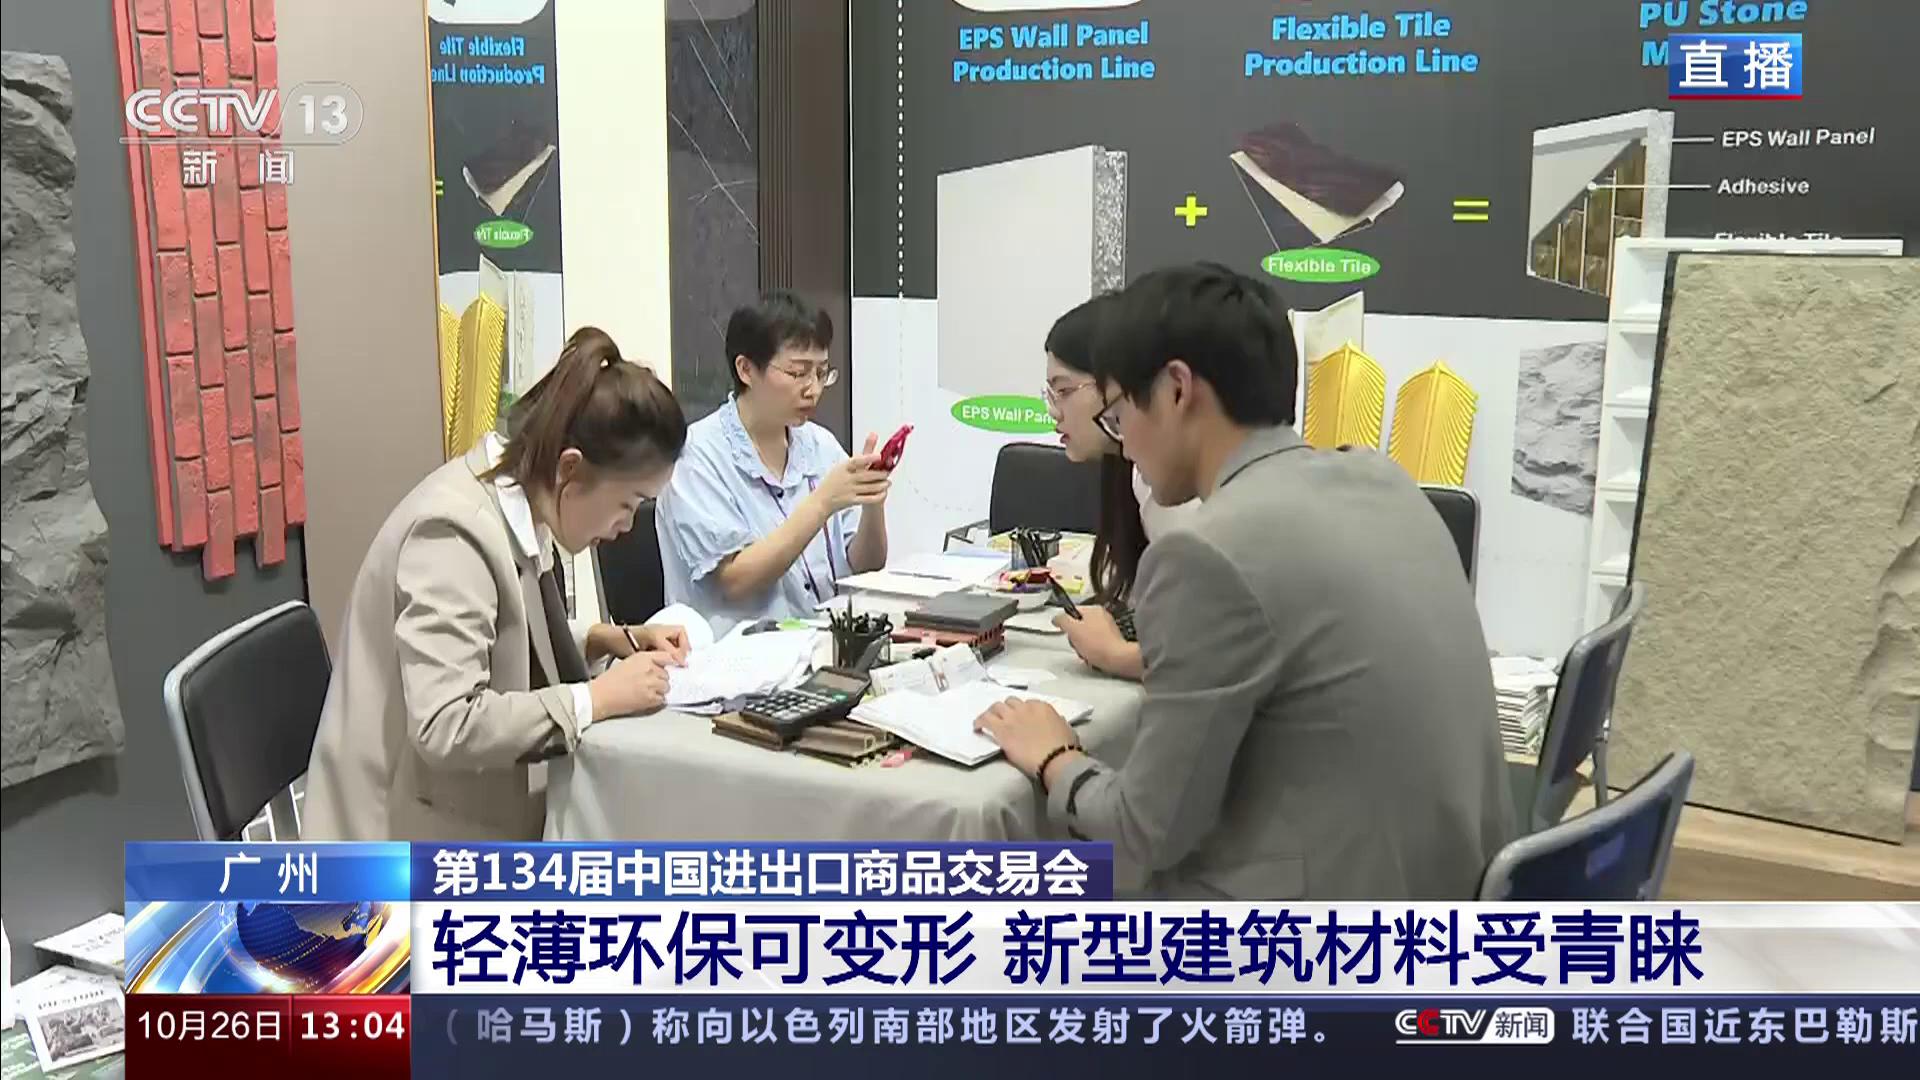 Flexible Tile
Production Line
EPS Wall Panel
Production Line
Flexible Tile
Production Line
PU Stone
直播
CCTV 13
新闻
EPS Wall Panel
Adhesive
Flexible Tile
Flexible Tile
Flexible Tile
EPS Wall Pan
+
=
=
广州
第134届中国进出口商品交易会
轻薄环保可变形 新型建筑材料受青睐
10月26日 13:04
（哈马斯）称向以色列南部地区发射了火箭弹。 CCTV新闻 联合国近东巴勒斯